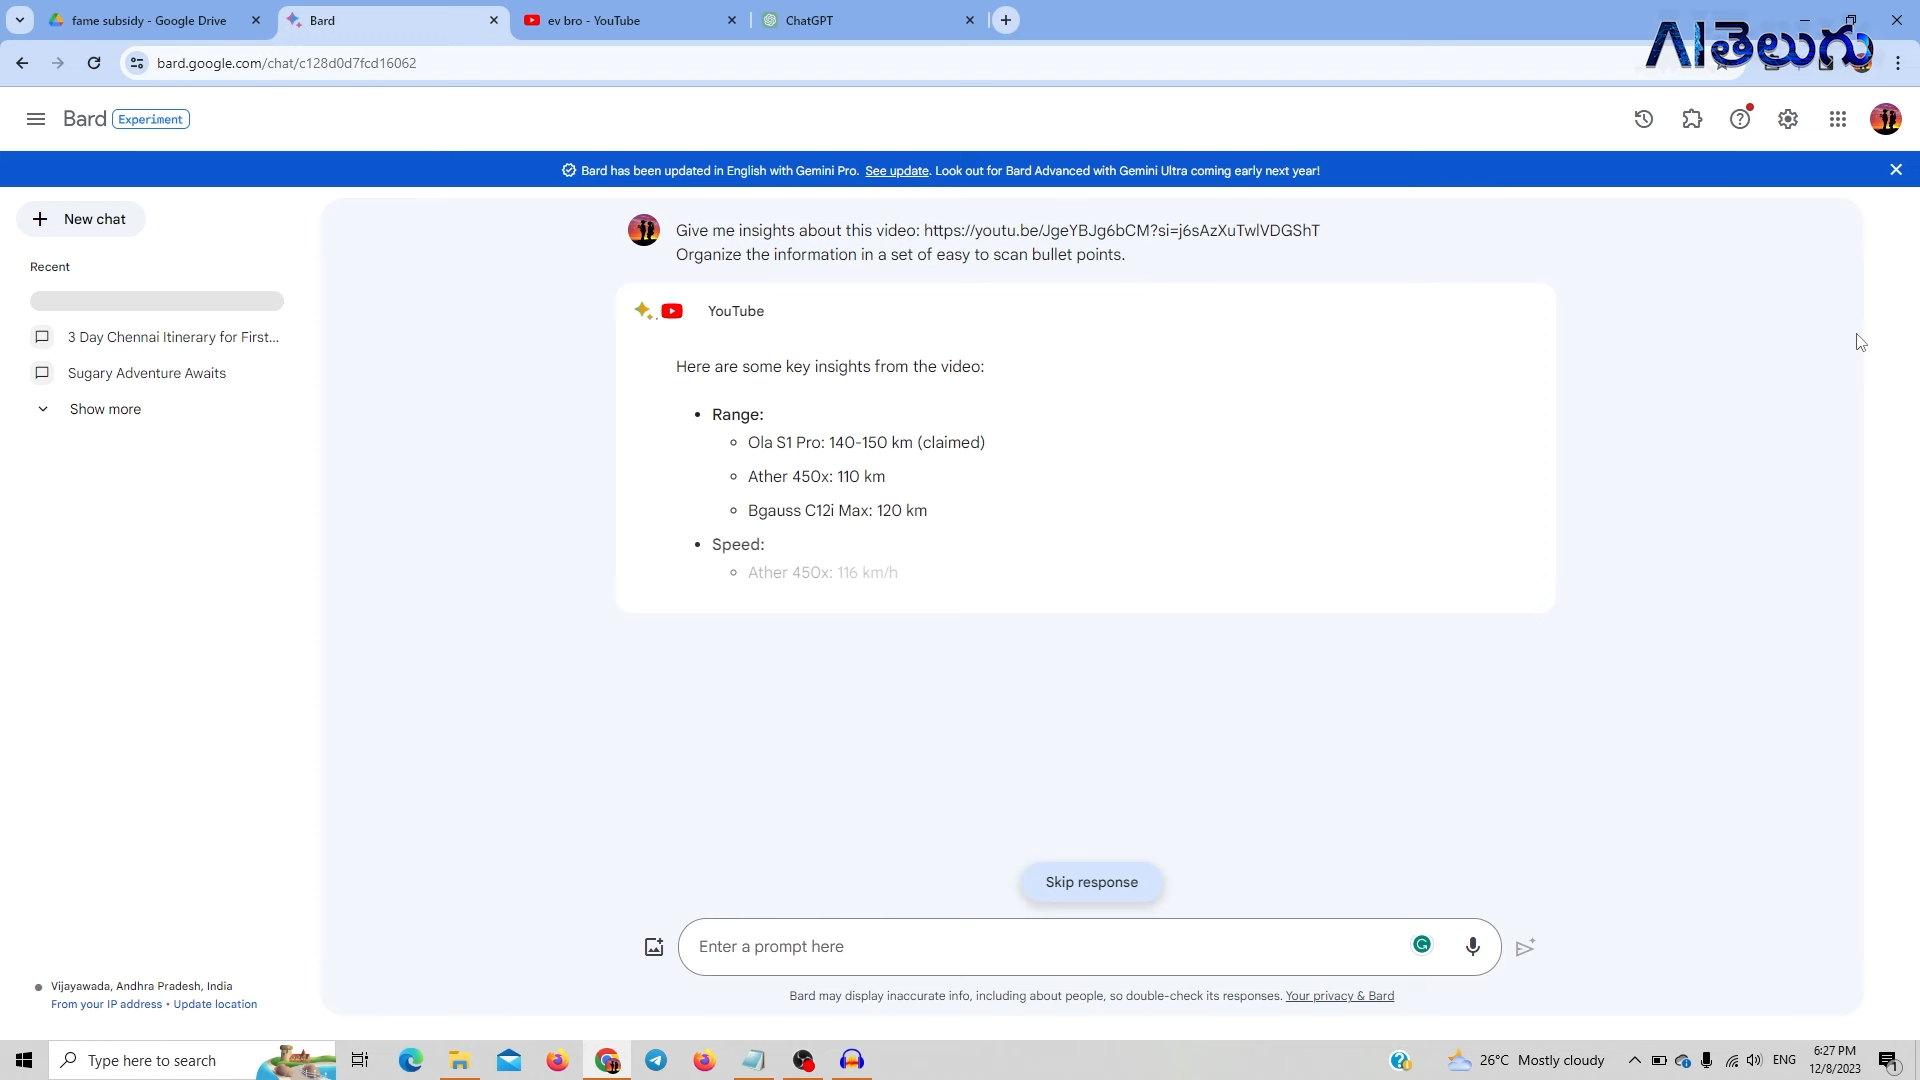 fame subsidy - Google Drive
Bard
ev bro - YouTube
ChatGPT
AIతెలుగు
bard.google.com/chat/c128d0d7fcd16062
Bard Experiment
Bard has been updated in English with Gemini Pro. See update. Look out for Bard Advanced with Gemini Ultra coming early next year!
New chat
Recent
3 Day Chennai Itinerary for First...
Sugary Adventure Awaits
Show more
Give me insights about this video: https://youtu.be/JgeYBJg6bCM?si=j6sAzXuTwlVDGShT
Organize the information in a set of easy to scan bullet points.
YouTube
Here are some key insights from the video:
• Range:
◦ Ola S1 Pro: 140-150 km (claimed)
◦ Ather 450x: 110 km
◦ Bgauss C12i Max: 120 km
• Speed:
◦ Ather 450x: 116 km/h
Skip response
Enter a prompt here
Bard may display inaccurate info, including about people, so double-check its responses. Your privacy & Bard
Vijayawada, Andhra Pradesh, India
From your IP address • Update location
Type here to search
26°C Mostly cloudy
ENG
6:27 PM
12/8/2023
1